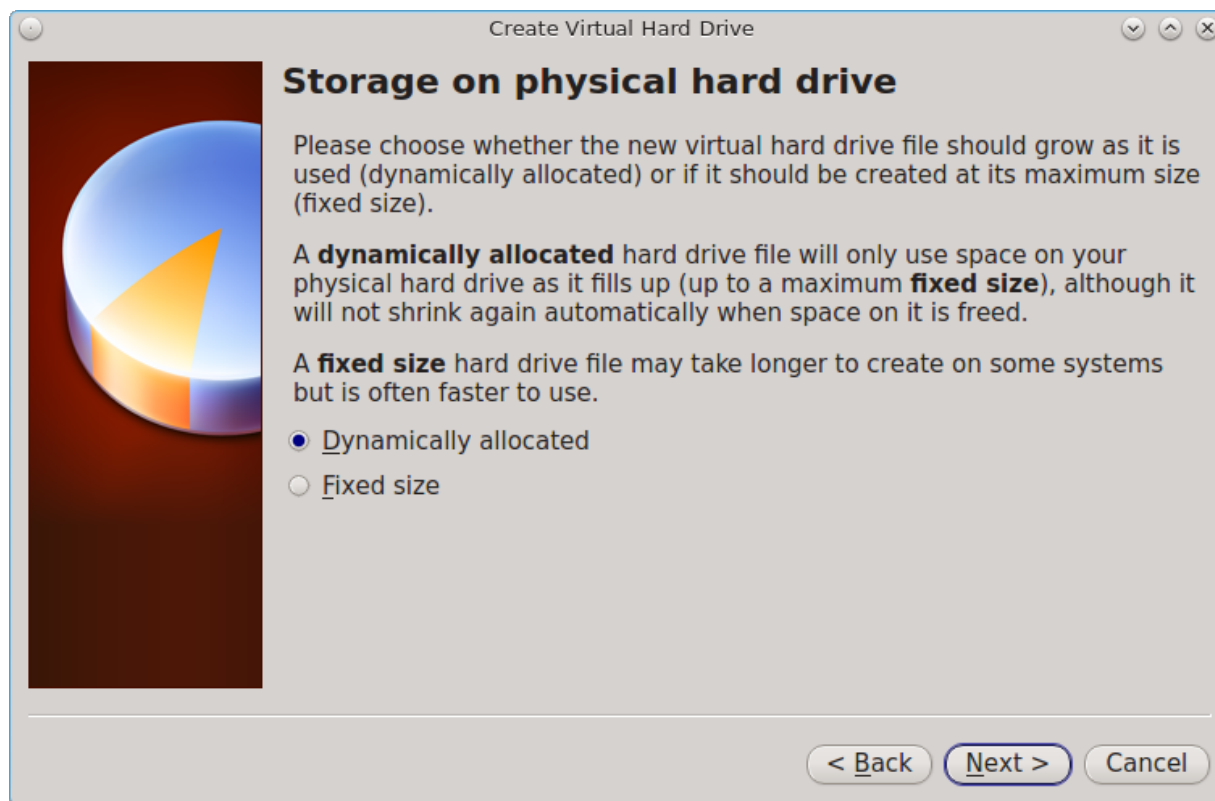 Create Virtual Hard Drive
Storage on physical hard drive
Please choose whether the new virtual hard drive file should grow as it is
used (dynamically allocated) or if it should be created at its maximum size
(fixed size).
A dynamically allocated hard drive file will only use space on your
physical hard drive as it fills up (up to a maximum fixed size), although it
will not shrink again automatically when space on it is freed.
A fixed size hard drive file may take longer to create on some systems
but is often faster to use.
Dynamically allocated
Fixed size
< Back Next > Cancel